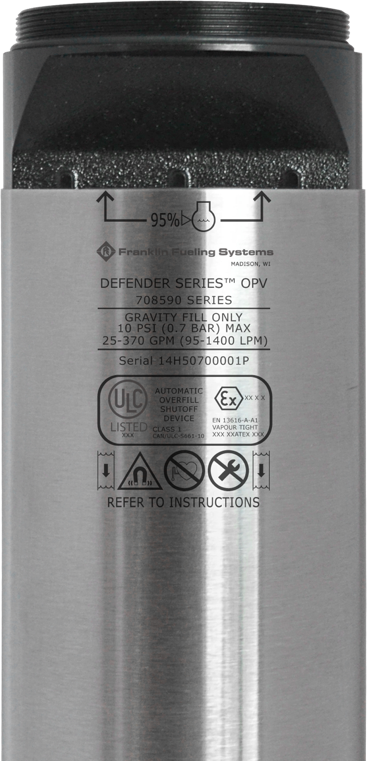 95%
Franklin Fueling Systems
MADISON, WI
DEFENDER SERIES™ OPV
708590 SERIES
GRAVITY FILL ONLY
10 PSI (0.7 BAR) MAX
25-370 GPM (95-1400 LPM)
Serial 14H50700001P
UL C
LISTED
XXX
AUTOMATIC
OVERFILL
SHUTOFF
DEVICE
CLASS 1
Ex XX X X
EN 13616-A-A1
VAPOUR TIGHT
XXX XXATEX XXX
REFER TO INSTRUCTIONS